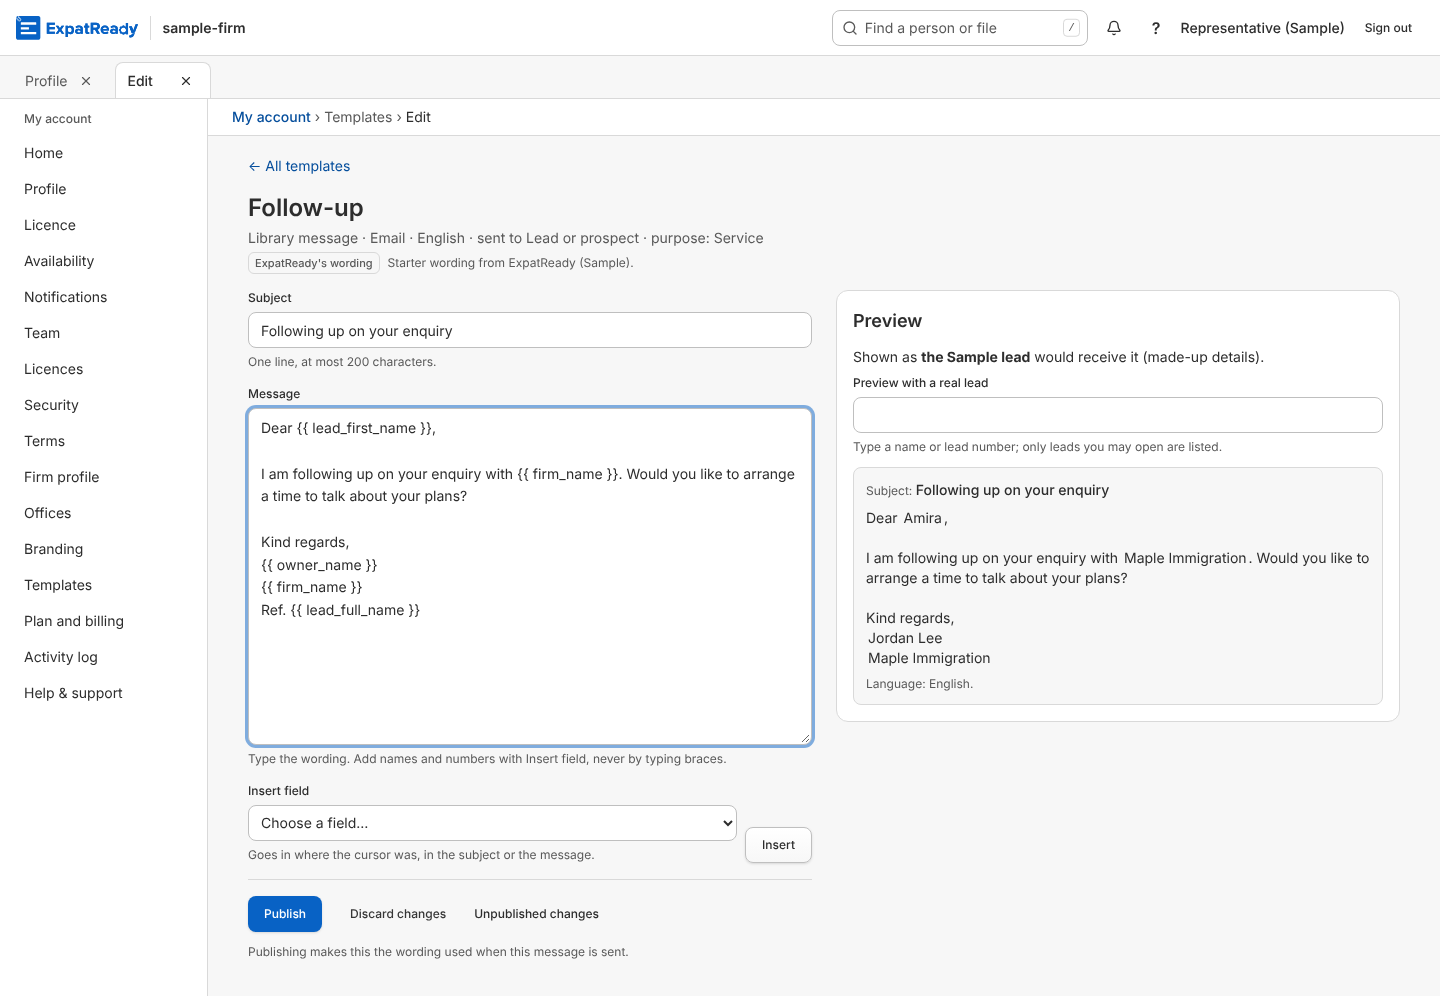 ExpatReady
sample-firm
Find a person or file
/
?
Representative (Sample)
Sign out
Profile ×
Edit ×
My account
Home
Profile
Licence
Availability
Notifications
Team
Licences
Security
Terms
Firm profile
Offices
Branding
Templates
Plan and billing
Activity log
Help & support
My account › Templates › Edit
← All templates
Follow-up
Library message · Email · English · sent to Lead or prospect · purpose: Service
ExpatReady's wording
Starter wording from ExpatReady (Sample).
Subject
Following up on your enquiry
One line, at most 200 characters.
Message
Dear {{ lead_first_name }},
I am following up on your enquiry with {{ firm_name }}. Would you like to arrange
a time to talk about your plans?
Kind regards,
{{ owner_name }}
{{ firm_name }}
Ref. {{ lead_full_name }}
Type the wording. Add names and numbers with Insert field, never by typing braces.
Insert field
Choose a field...
Goes in where the cursor was, in the subject or the message.
Insert
Publish
Discard changes
Unpublished changes
Publishing makes this the wording used when this message is sent.
Preview
Shown as the Sample lead would receive it (made-up details).
Preview with a real lead
Type a name or lead number; only leads you may open are listed.
Subject: Following up on your enquiry
Dear Amira,
I am following up on your enquiry with Maple Immigration. Would you like to
arrange a time to talk about your plans?
Kind regards,
Jordan Lee
Maple Immigration
Language: English.